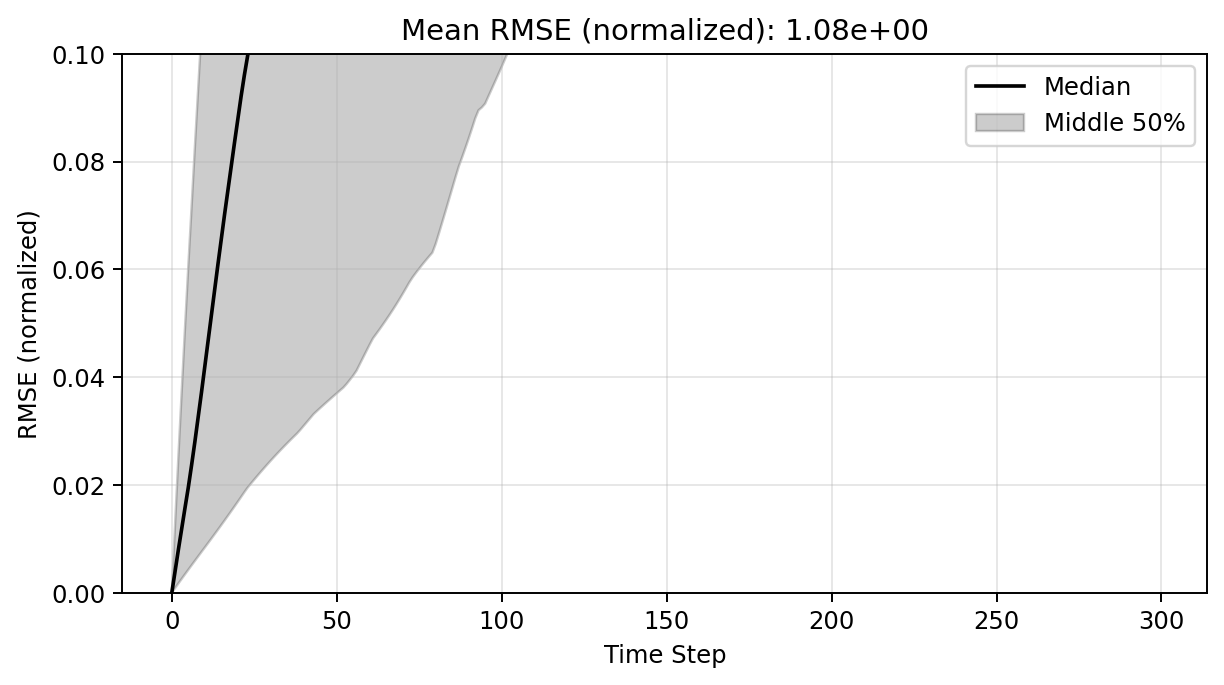 Mean RMSE (normalized): 1.08e+00
RMSE (normalized)
0.10
0.08
0.06
0.04
0.02
0.00
Median
Middle 50%
0 50 100 150 200 250 300
Time Step